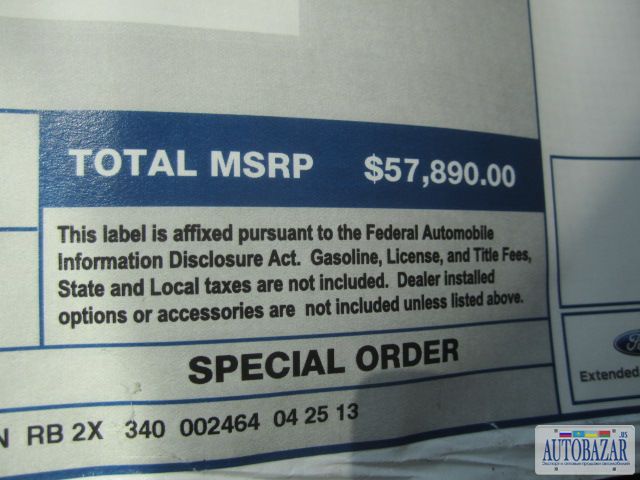 TOTAL MSRP $57,890.00
This label is affixed pursuant to the Federal Automobile
Information Disclosure Act. Gasoline, License, and Title Fees,
State and Local taxes are not included. Dealer installed
options or accessories are not included unless listed above.
SPECIAL ORDER
N RB 2X 340 002464 04 25 13
Ford
Extended
.US
AUTOBAZAR